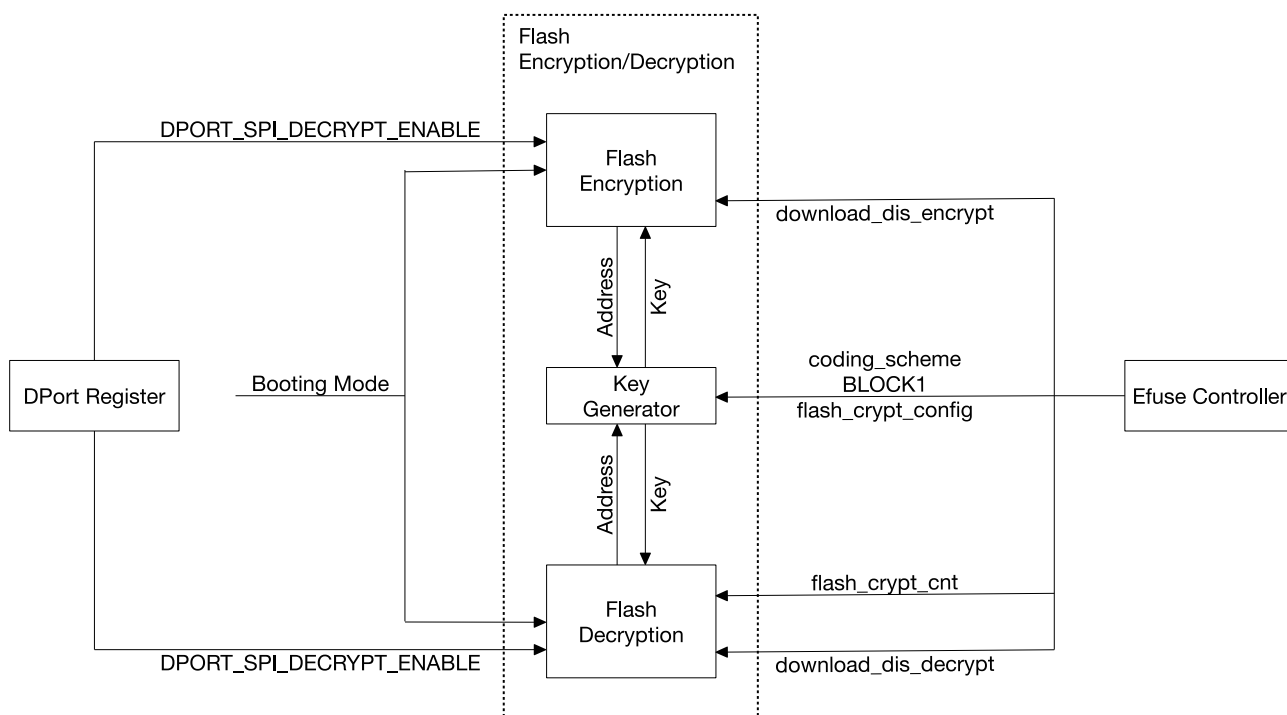 Flash
Encryption/Decryption
DPORT_SPI_DECRYPT_ENABLE
Flash
Encryption
download_dis_encrypt
Address
Key
DPort Register
Booting Mode
Key
Generator
coding_scheme
BLOCK1
flash_crypt_config
Efuse Controller
Address
Key
Flash
Decryption
flash_crypt_cnt
DPORT_SPI_DECRYPT_ENABLE
download_dis_decrypt